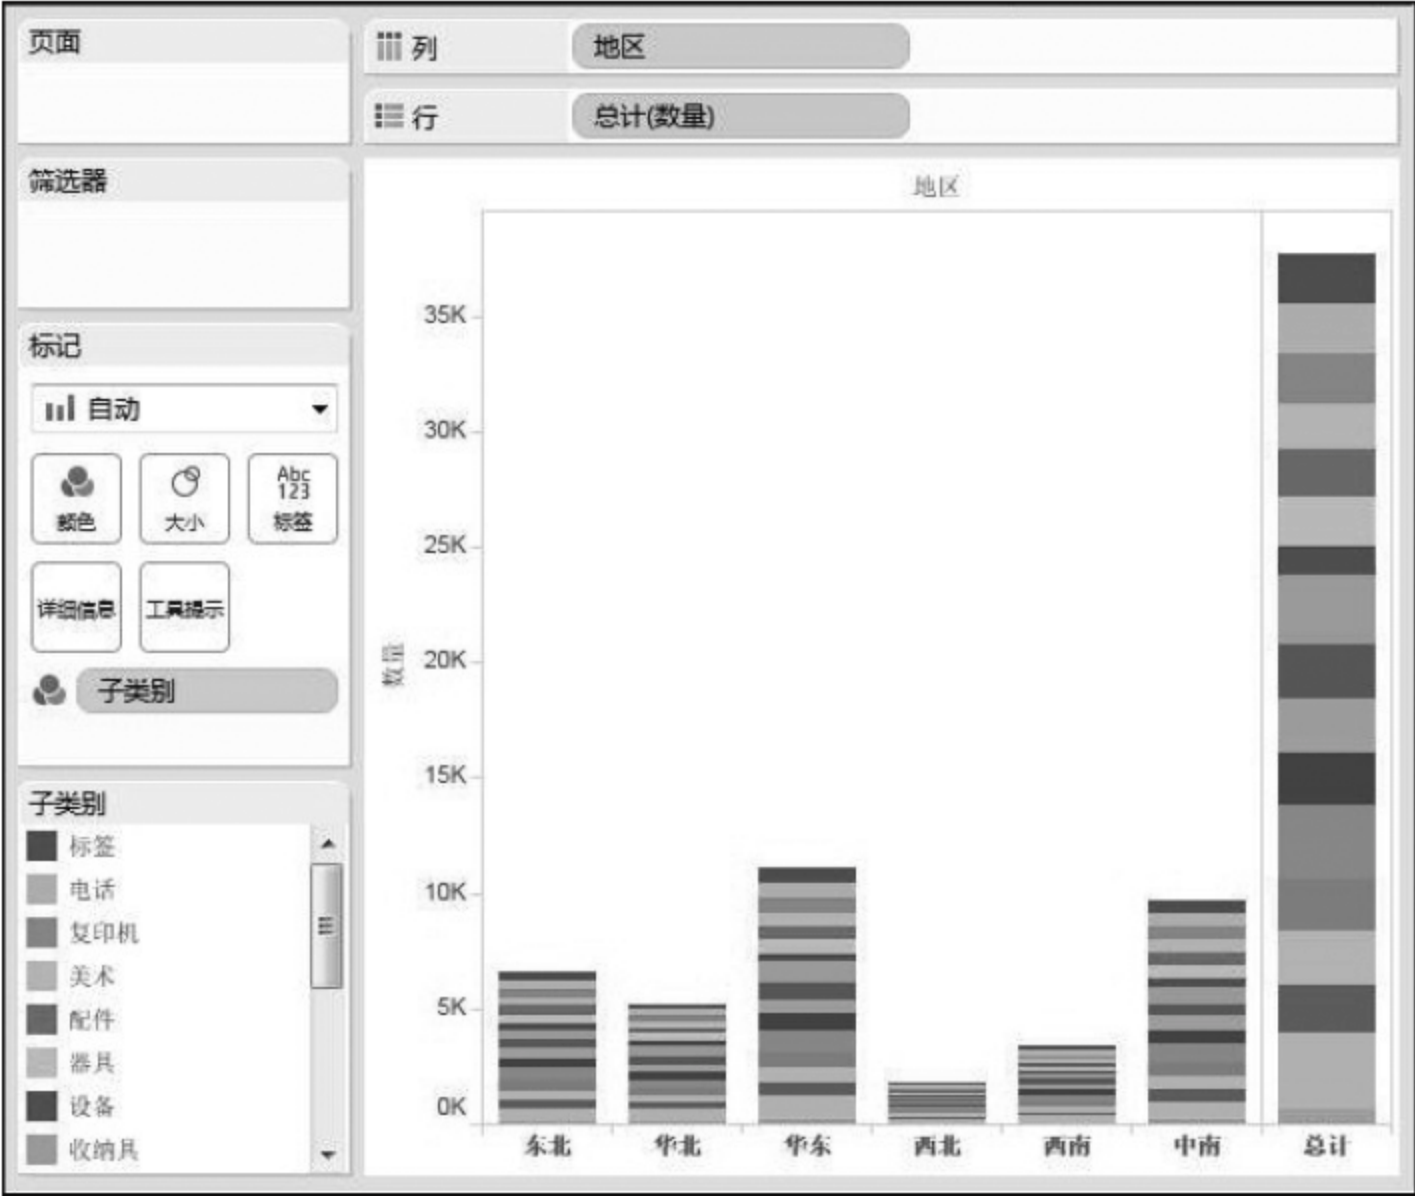 页面
列
地区
行
总计(数量)
筛选器
标记
自动
颜色
大小
Abc
123
标签
详细信息
工具提示
子类别
子类别
标签
电话
复印机
美术
配件
器具
设备
收纳具
地区
数量
35K
30K
25K
20K
15K
10K
5K
0K
东北 华北 华东 西北 西南 中南 总计